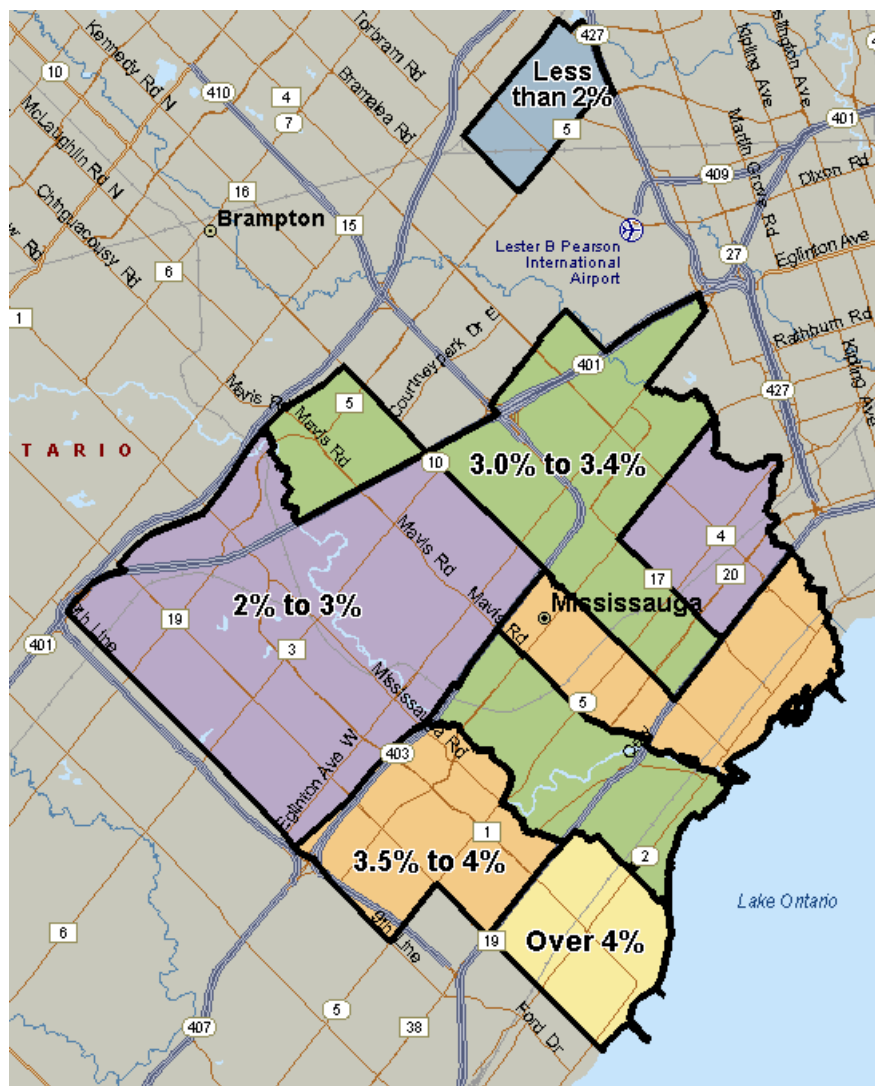 Torbram Rd
427
Kipling Ave
Islington Ave
Kennedy Rd N
10
410
4
7
Bramalea Rd
Less
than 2%
5
Martin Grove Rd
401
McLaughlin Rd N
409
Dixon Rd
16
Brampton
15
Chinguacousy Rd
w Rd
Lester B Pearson
International
Airport
27
Eglinton Ave
6
1
Courtneypark Dr E
Rathburn Rd
Kipling Ave
401
427
Mavis Rd
5
Mavis Rd
T A R I O
10
3.0% to 3.4%
Mavis Rd
4
17
20
2% to 3%
Mississauga
Mavis Rd
19
401
3
Mississauga Rd
5
403
Eglinton Ave W
1
3.5% to 4%
2
Lake Ontario
6
9th Line
19
Over 4%
5
38
407
Ford Dr